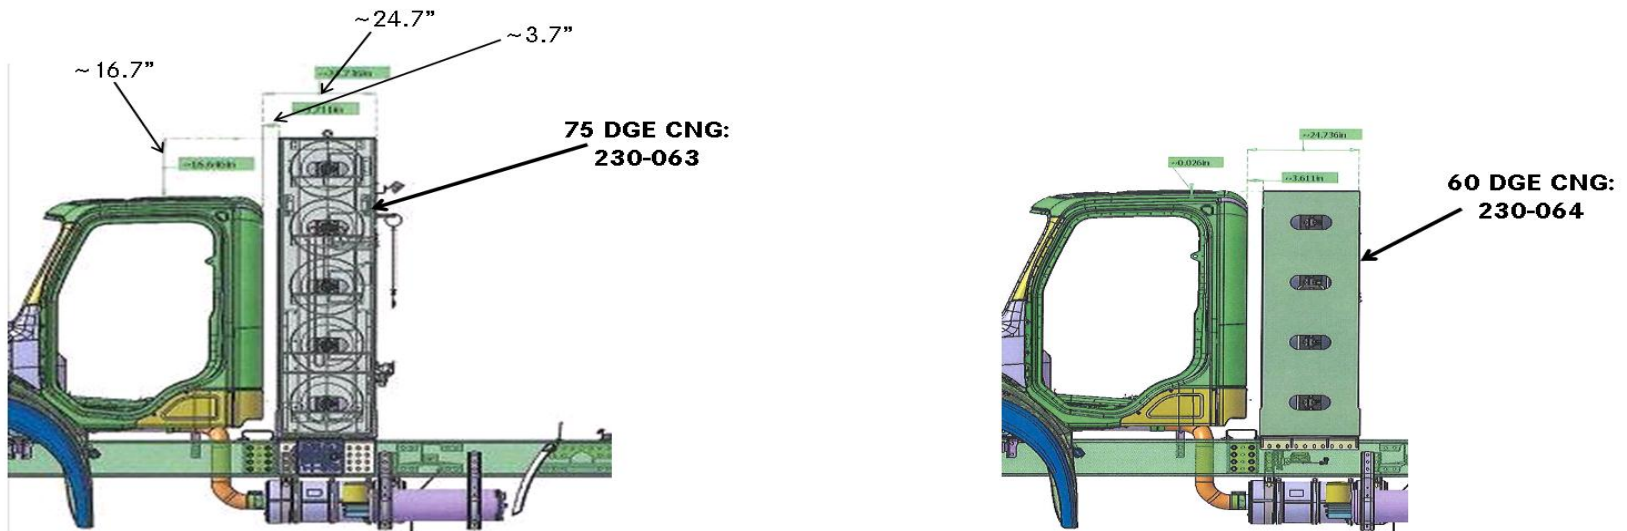 ~24.7”
~3.7”
~16.7”
75 DGE CNG:
230-063
~24.736in
~0.026in
~3.611in
60 DGE CNG:
230-064